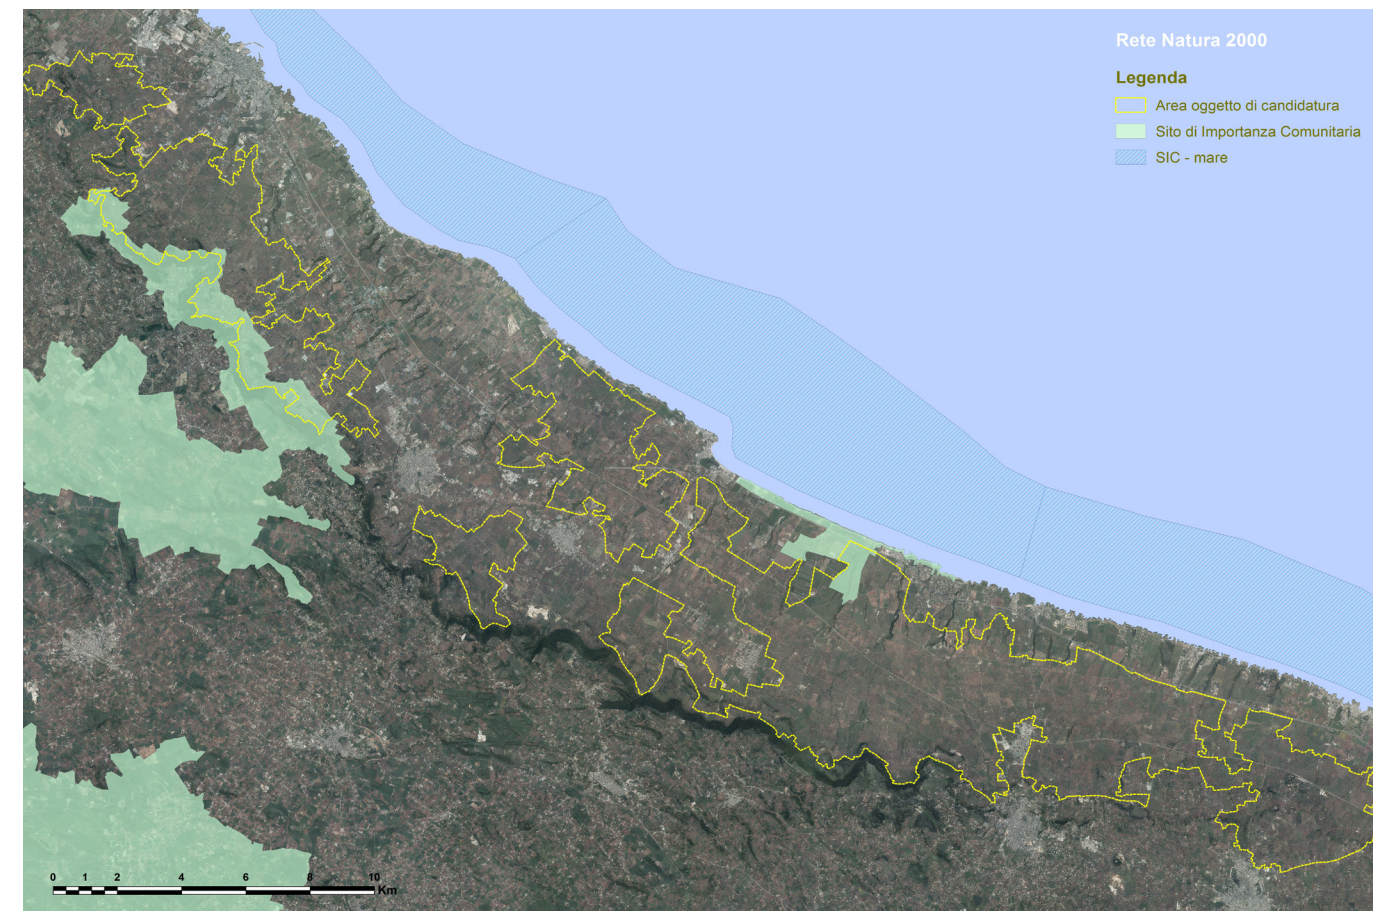 Rete Natura 2000
Legenda
Area oggetto di candidatura
Sito di Importanza Comunitaria
SIC - mare
0 1 2 4 6 8 10
Km